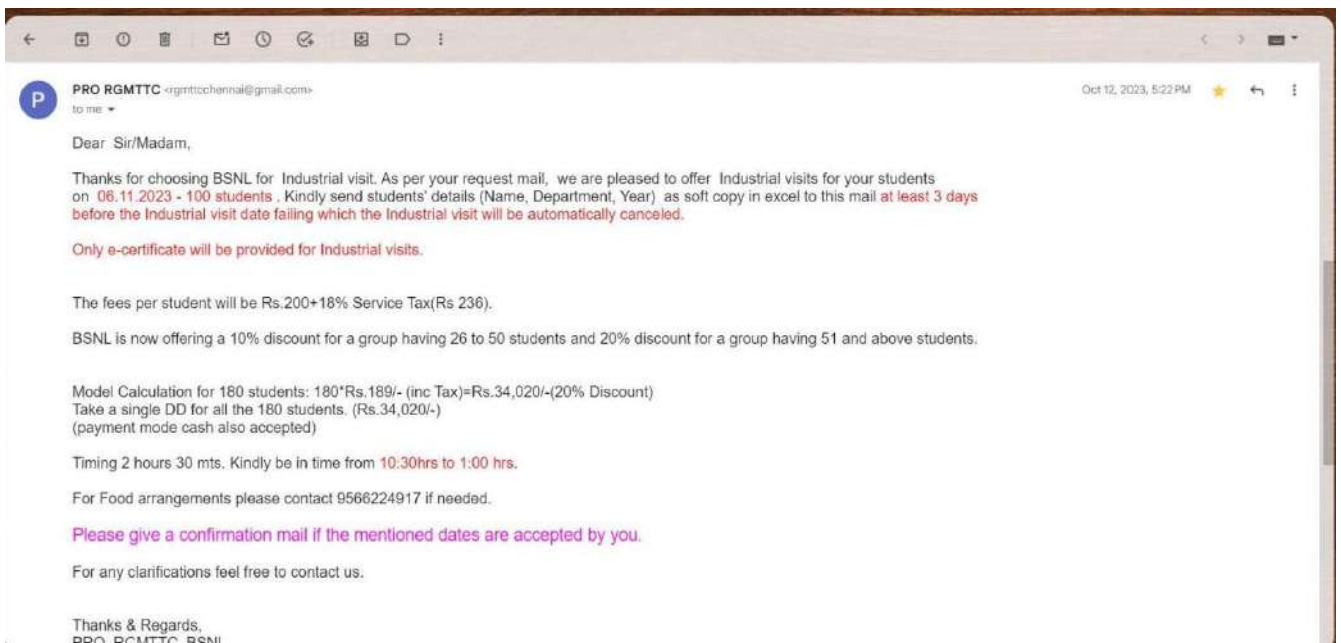 P
PRO RGMTTC <rgmttcchennai@gmail.com>
Oct 12, 2023, 5:22 PM
to me
Dear Sir/Madam,
Thanks for choosing BSNL for Industrial visit. As per your request mail, we are pleased to offer Industrial visits for your students
on 06.11.2023 - 100 students . Kindly send students' details (Name, Department, Year) as soft copy in excel to this mail at least 3 days
before the Industrial visit date failing which the Industrial visit will be automatically canceled.
Only e-certificate will be provided for Industrial visits.
The fees per student will be Rs.200+18% Service Tax(Rs 236).
BSNL is now offering a 10% discount for a group having 26 to 50 students and 20% discount for a group having 51 and above students.
Model Calculation for 180 students: 180*Rs.189/- (inc Tax)=Rs.34,020/-(20% Discount)
Take a single DD for all the 180 students. (Rs.34,020/-)
(payment mode cash also accepted)
Timing 2 hours 30 mts. Kindly be in time from 10:30hrs to 1:00 hrs.
For Food arrangements please contact 9566224917 if needed.
Please give a confirmation mail if the mentioned dates are accepted by you.
For any clarifications feel free to contact us.
Thanks & Regards,
PRO RGMTTC BSNL